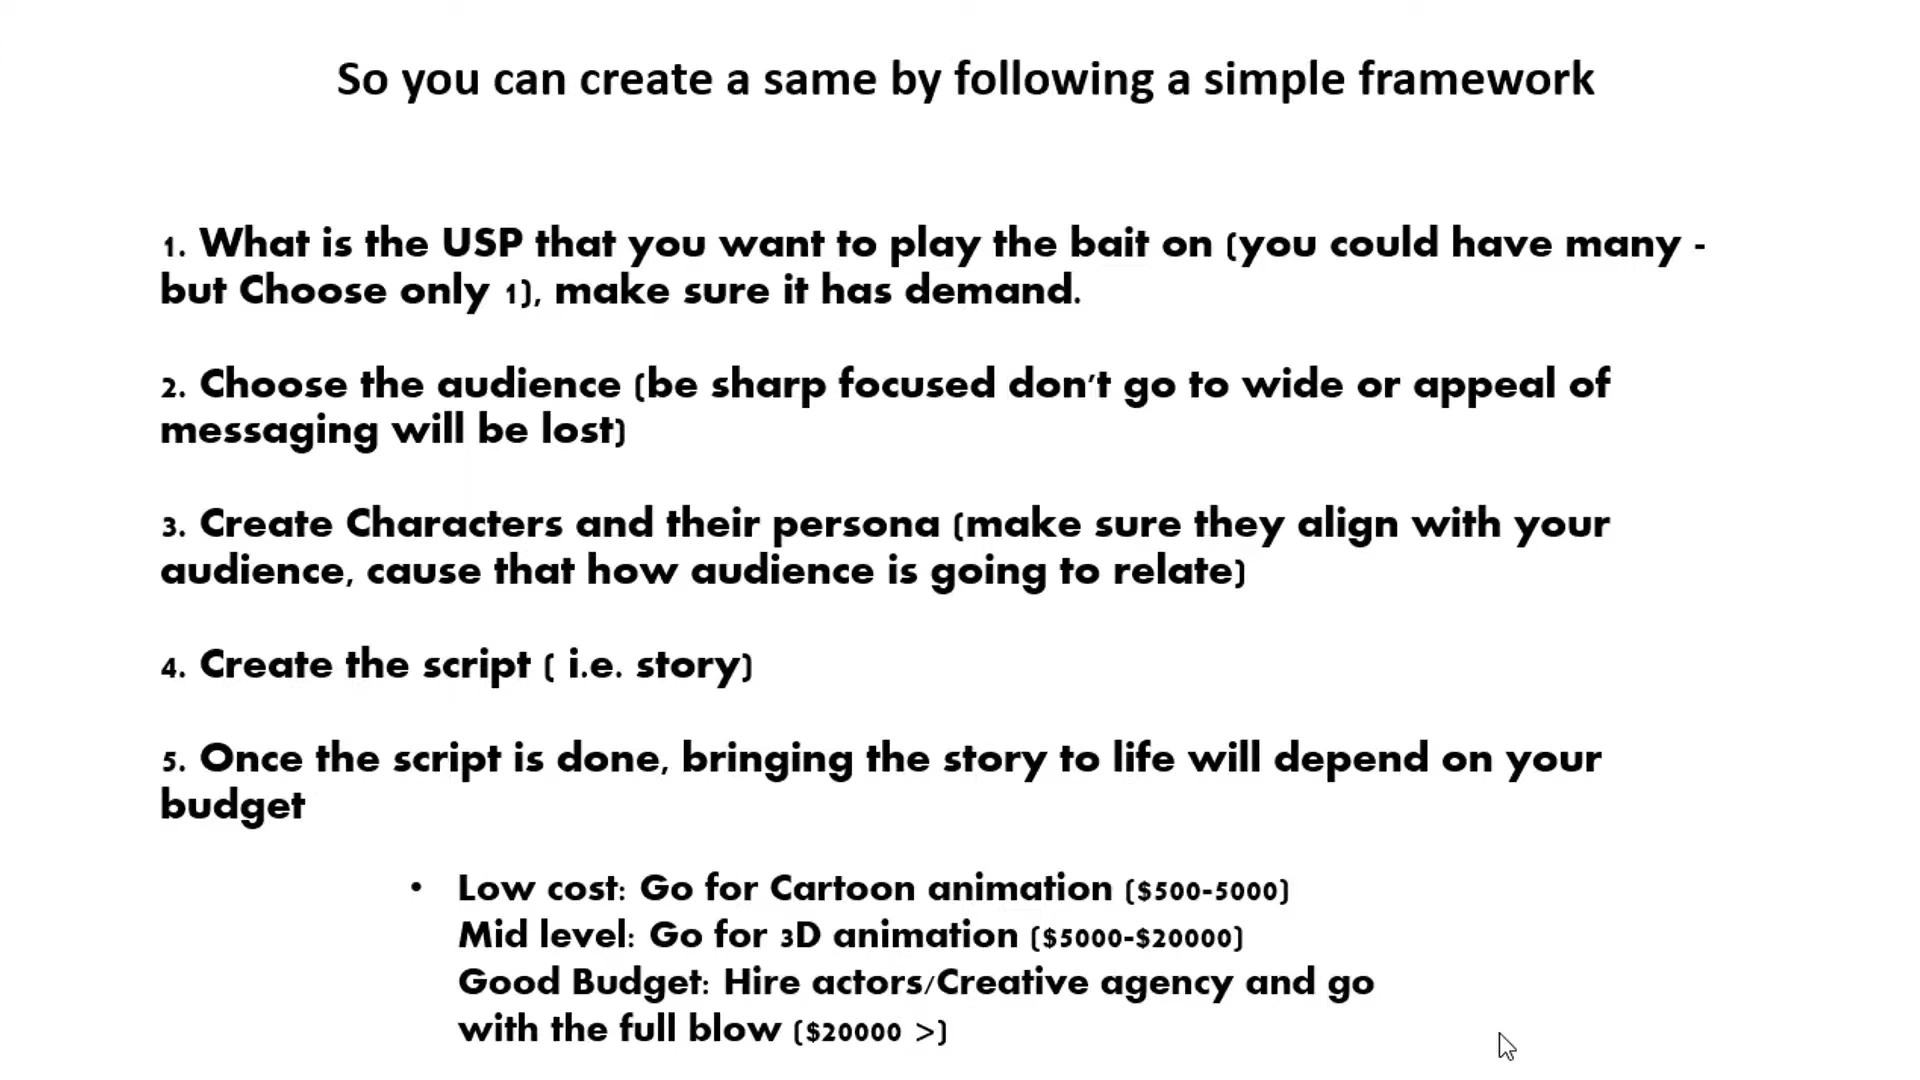 So you can create a same by following a simple framework
1. What is the USP that you want to play the bait on (you could have many -
but Choose only 1), make sure it has demand.
2. Choose the audience (be sharp focused don't go to wide or appeal of
messaging will be lost)
3. Create Characters and their persona (make sure they align with your
audience, cause that how audience is going to relate)
4. Create the script ( i.e. story)
5. Once the script is done, bringing the story to life will depend on your
budget
• Low cost: Go for Cartoon animation ($500-5000)
Mid level: Go for 3D animation ($5000-$20000)
Good Budget: Hire actors/Creative agency and go
with the full blow ($20000 >)